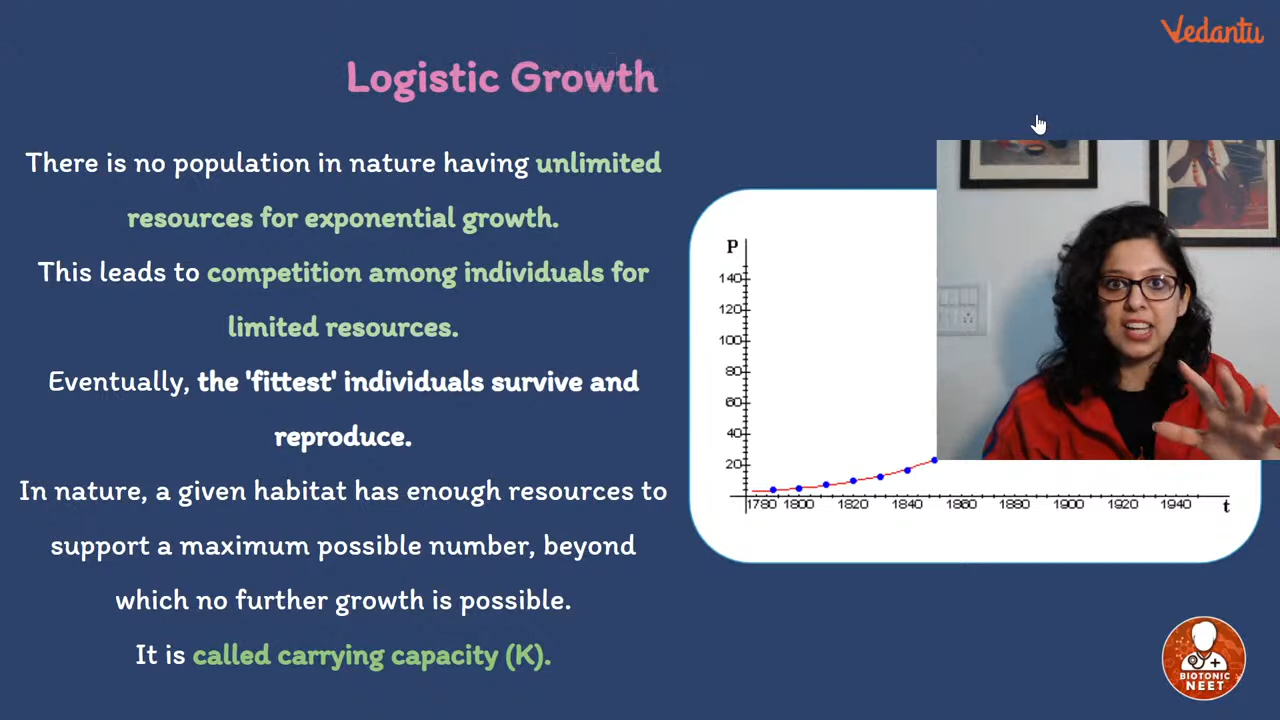 Vedantu
Logistic Growth
There is no population in nature having unlimited
resources for exponential growth.
This leads to competition among individuals for
limited resources.
Eventually, the 'fittest' individuals survive and
reproduce.
In nature, a given habitat has enough resources to
support a maximum possible number, beyond
which no further growth is possible.
It is called carrying capacity (K).
P
140
120
100
80
60
40
20
1780 1800 1820 1840 1860 1880 1900 1920 1940 t
BIOTONIC
NEET